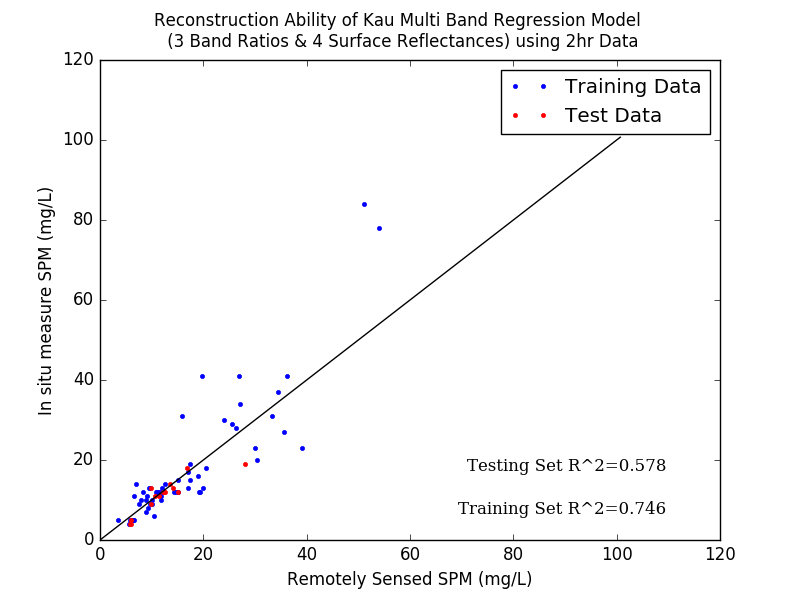 Reconstruction Ability of Kau Multi Band Regression Model
(3 Band Ratios & 4 Surface Reflectances) using 2hr Data
120
100
80
60
40
20
0
In situ measure SPM (mg/L)
Training Data
Test Data
Testing Set R^2=0.578
Training Set R^2=0.746
0 20 40 60 80 100 120
Remotely Sensed SPM (mg/L)